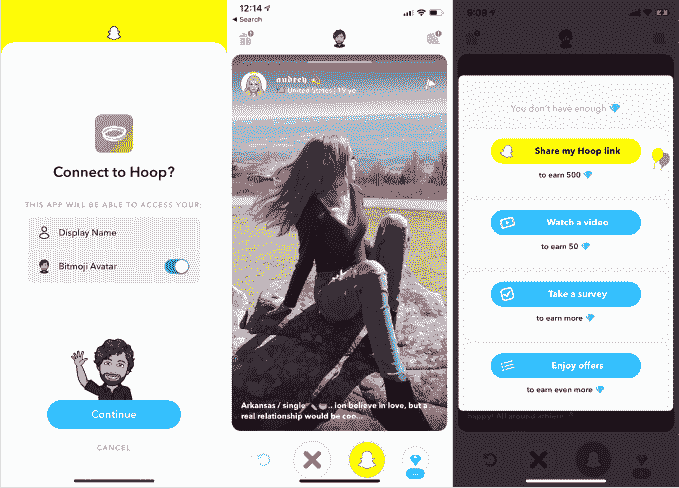 Connect to Hoop?
THIS APP WILL BE ABLE TO ACCESS YOUR:
Display Name
Bitmoji Avatar
Continue
CANCEL
12:14
Search
audrey
United States | 19 yo
Arkansas / single .. ion believe in love, but a
real relationship would be coo...
9:08
You don't have enough
Share my Hoop link
to earn 500
Watch a video
to earn 50
Take a survey
to earn more
Enjoy offers
to earn even more